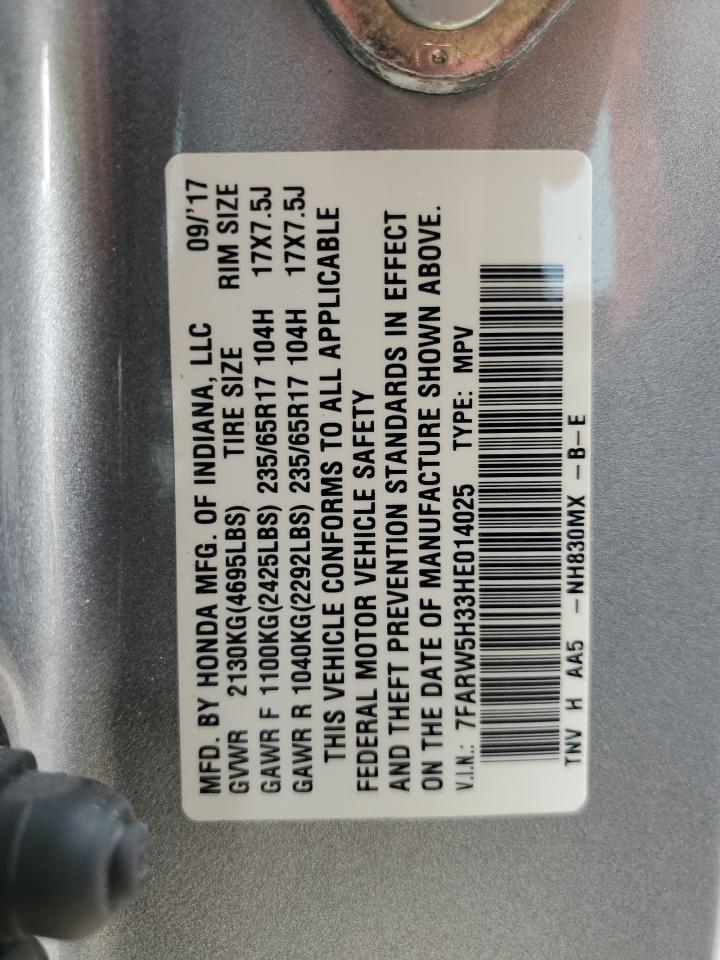 MFD. BY HONDA MFG. OF INDIANA, LLC 09/'17
GVWR 2130KG(4695LBS) TIRE SIZE RIM SIZE
GAWR F 1100KG(2425LBS) 235/65R17 104H 17X7.5J
GAWR R 1040KG(2292LBS) 235/65R17 104H 17X7.5J
THIS VEHICLE CONFORMS TO ALL APPLICABLE
FEDERAL MOTOR VEHICLE SAFETY
AND THEFT PREVENTION STANDARDS IN EFFECT
ON THE DATE OF MANUFACTURE SHOWN ABOVE.
V.I.N.: 7FARW5H33HE014025 TYPE: MPV
TNV H AA5 -NH830MX -B-E